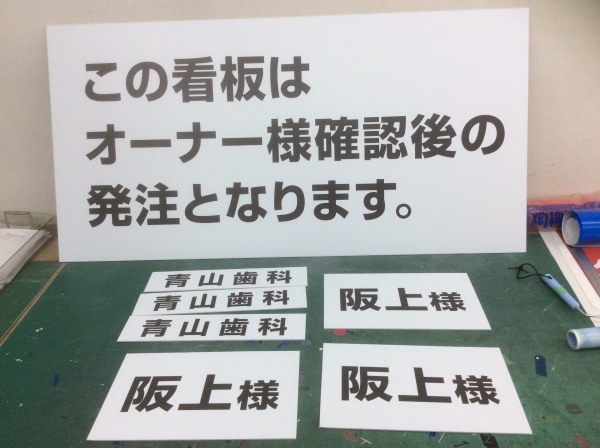 この看板は
オーナー様確認後の
発注となります。
青山歯科
青山歯科
青山歯科
阪上様
阪上様
阪上様